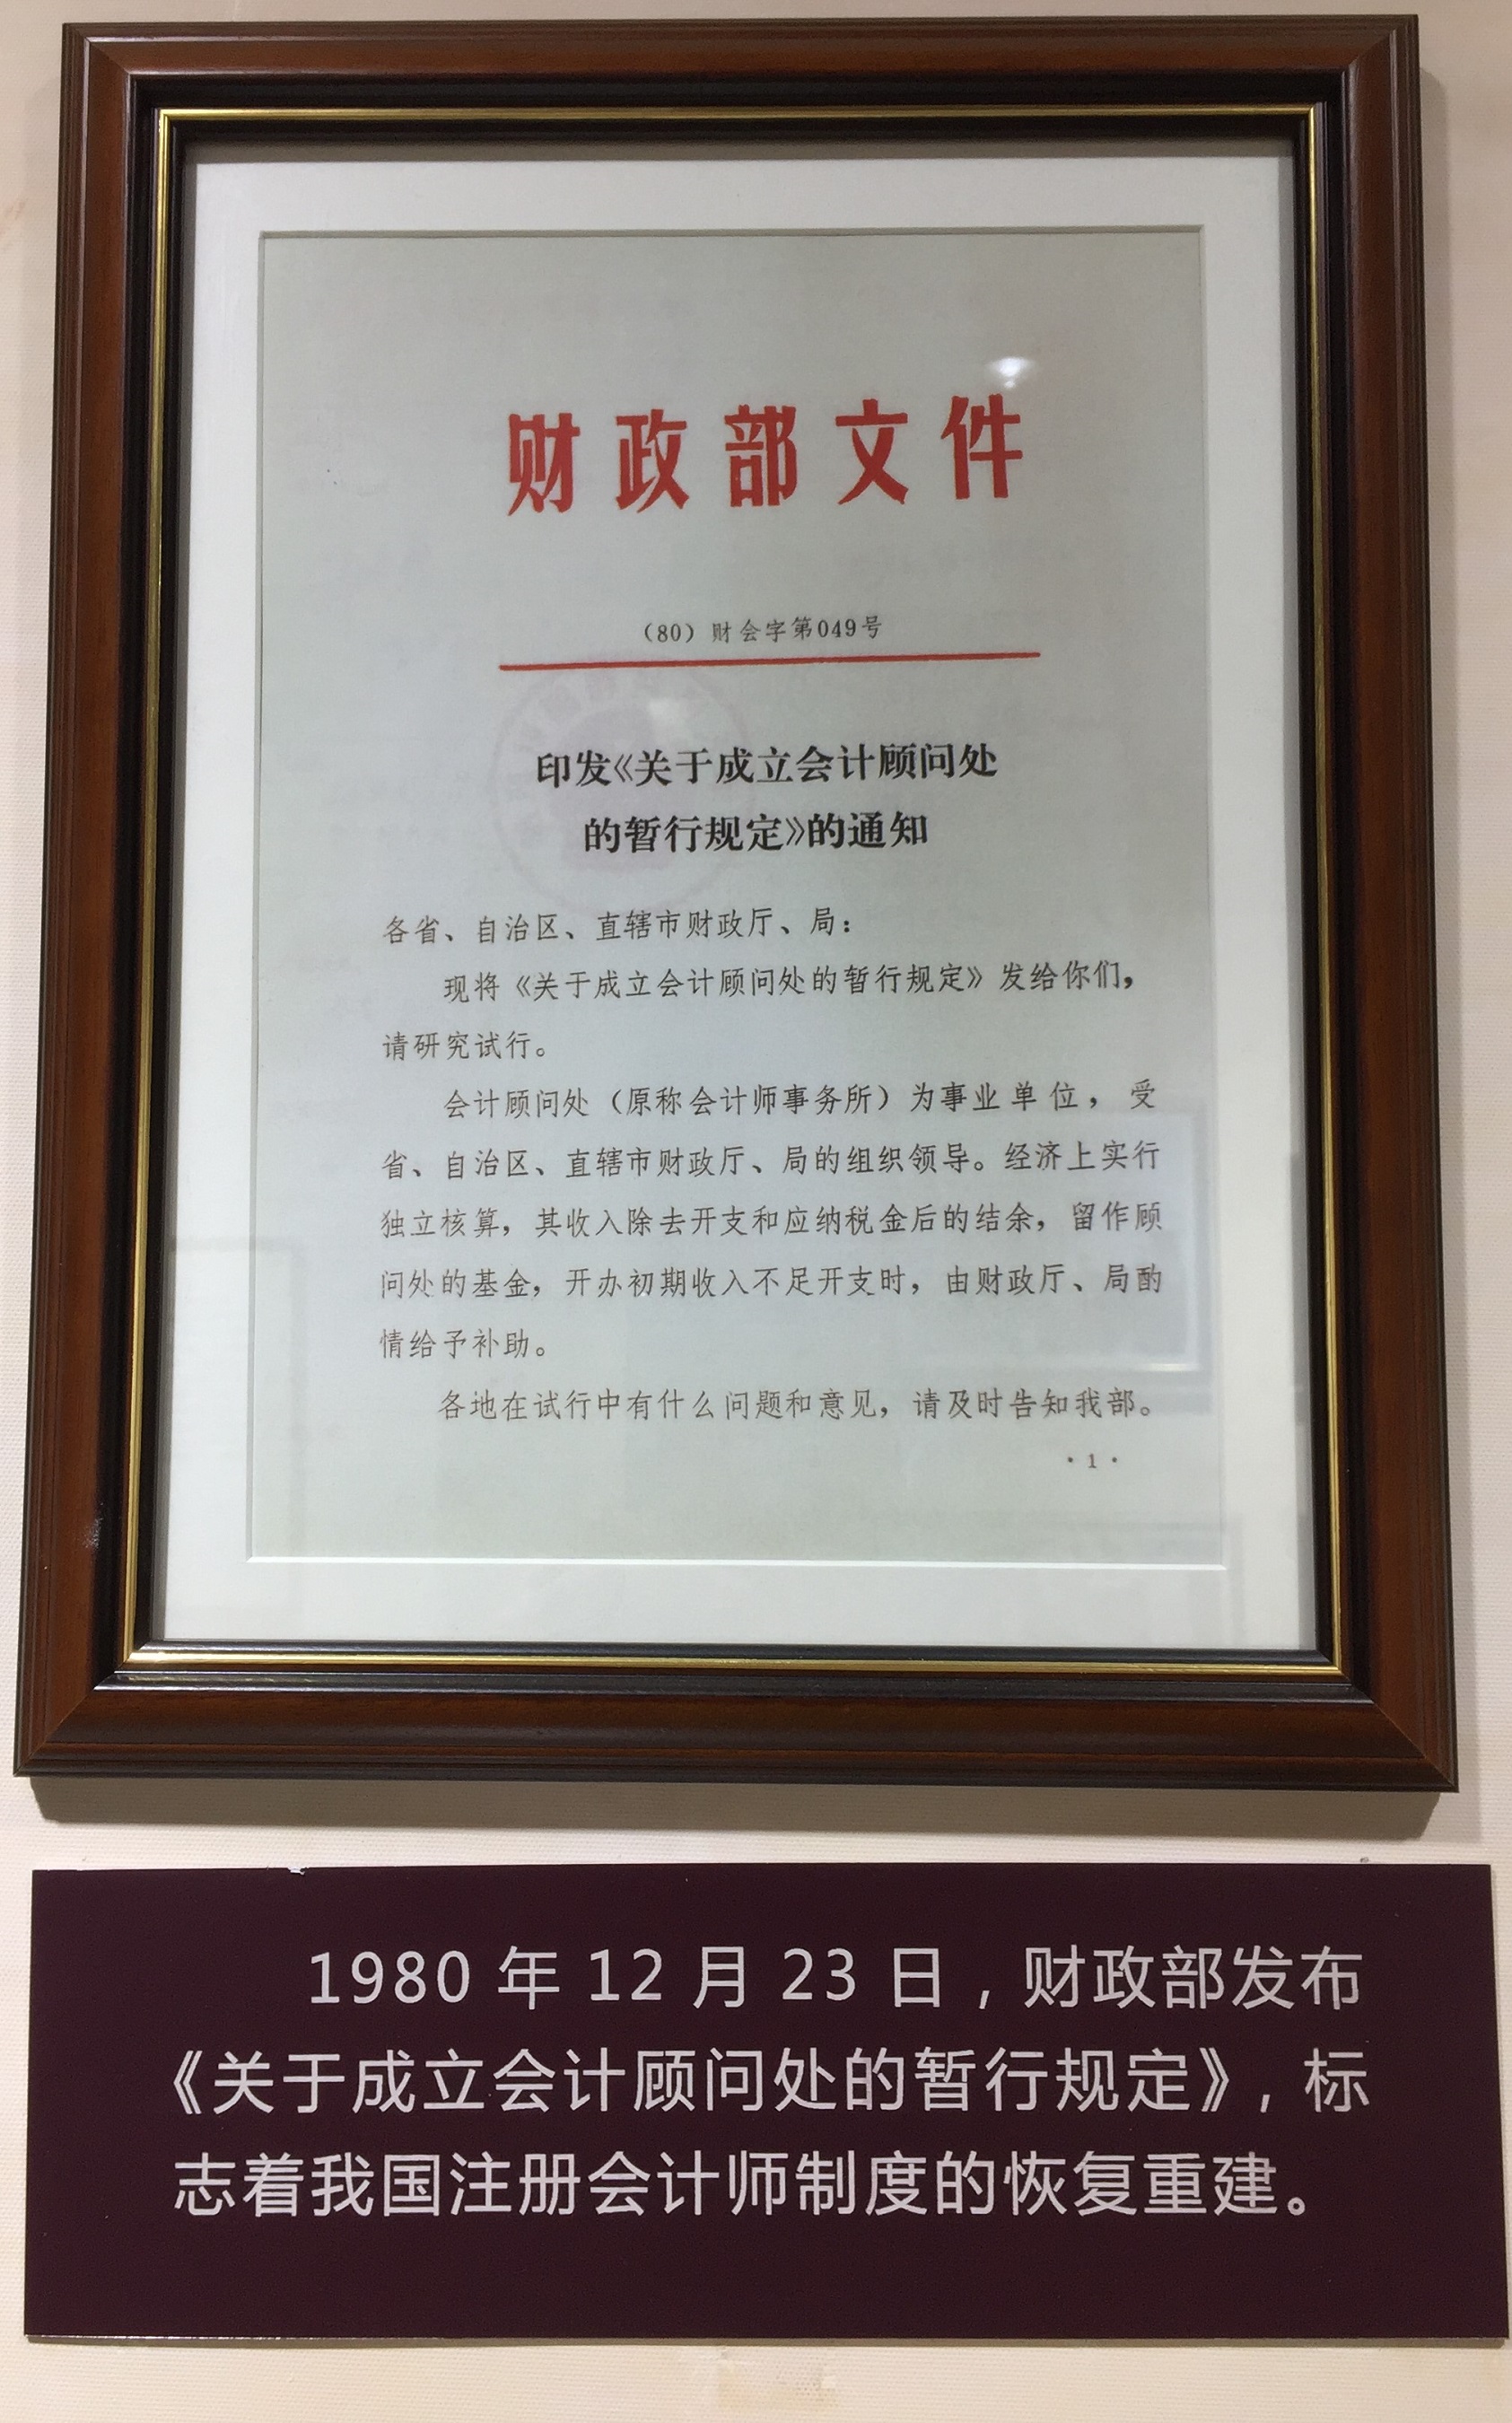 财政部文件
（80）财会字第049号
印发《关于成立会计顾问处
的暂行规定》的通知
各省、自治区、直辖市财政厅、局：
现将《关于成立会计顾问处的暂行规定》发给你们，
请研究试行。
会计顾问处（原称会计师事务所）为事业单位，受
省、自治区、直辖市财政厅、局的组织领导。经济上实行
独立核算，其收入除去开支和应纳税金后的结余，留作顾
问处的基金，开办初期收入不足开支时，由财政厅、局酌
情给予补助。
各地在试行中有什么问题和意见，请及时告知我部。
·1·
1980年12月23日，财政部发布
《关于成立会计顾问处的暂行规定》，标
志着我国注册会计师制度的恢复重建。